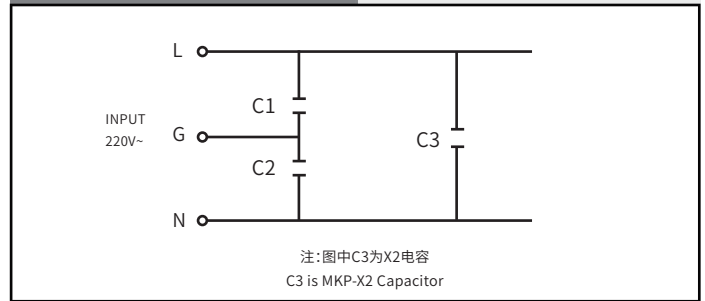 L
C1
INPUT
220V~
G
C3
C2
N
注：图中C3为X2电容
C3 is MKP-X2 Capacitor